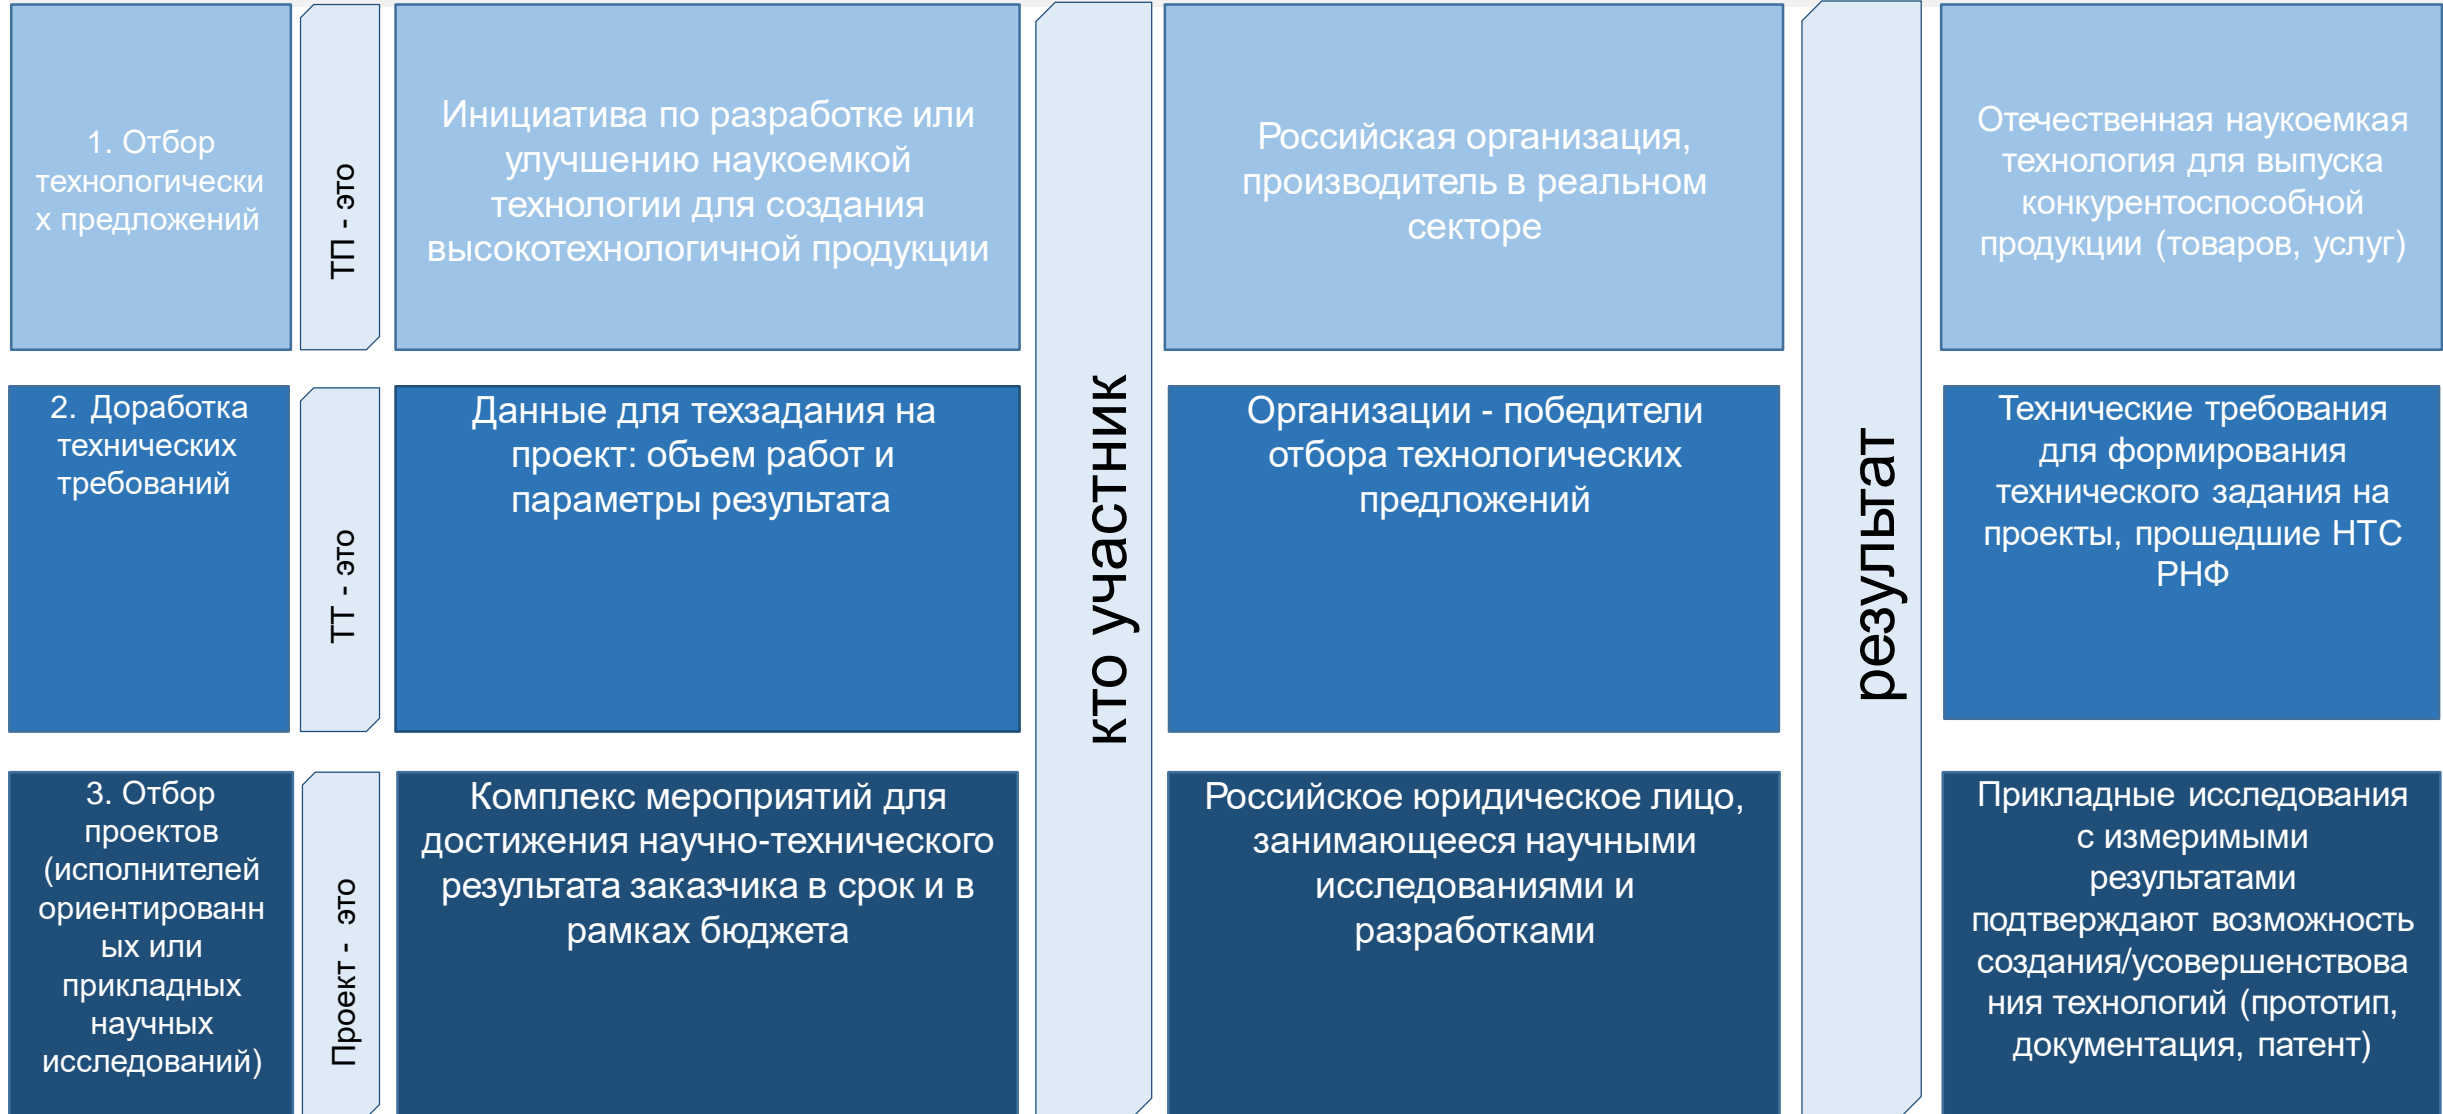 1. Отбор
технологически
х предложений
ТП - это
Инициатива по разработке или
улучшению наукоемкой
технологии для создания
высокотехнологичной продукции
кто участник
Российская организация,
производитель в реальном
секторе
результат
Отечественная наукоемкая
технология для выпуска
конкурентоспособной
продукции (товаров, услуг)
2. Доработка
технических
требований
ТТ - это
Данные для техзадания на
проект: объем работ и
параметры результата
Организации - победители
отбора технологических
предложений
Технические требования
для формирования
технического задания на
проекты, прошедшие НТС
РНФ
3. Отбор
проектов
(исполнителей
ориентированн
ых или
прикладных
научных
исследований)
Проект - это
Комплекс мероприятий для
достижения научно-технического
результата заказчика в срок и в
рамках бюджета
Российское юридическое лицо,
занимающееся научными
исследованиями и
разработками
Прикладные исследования
с измеримыми
результатами
подтверждают возможность
создания/усовершенствова
ния технологий (прототип,
документация, патент)